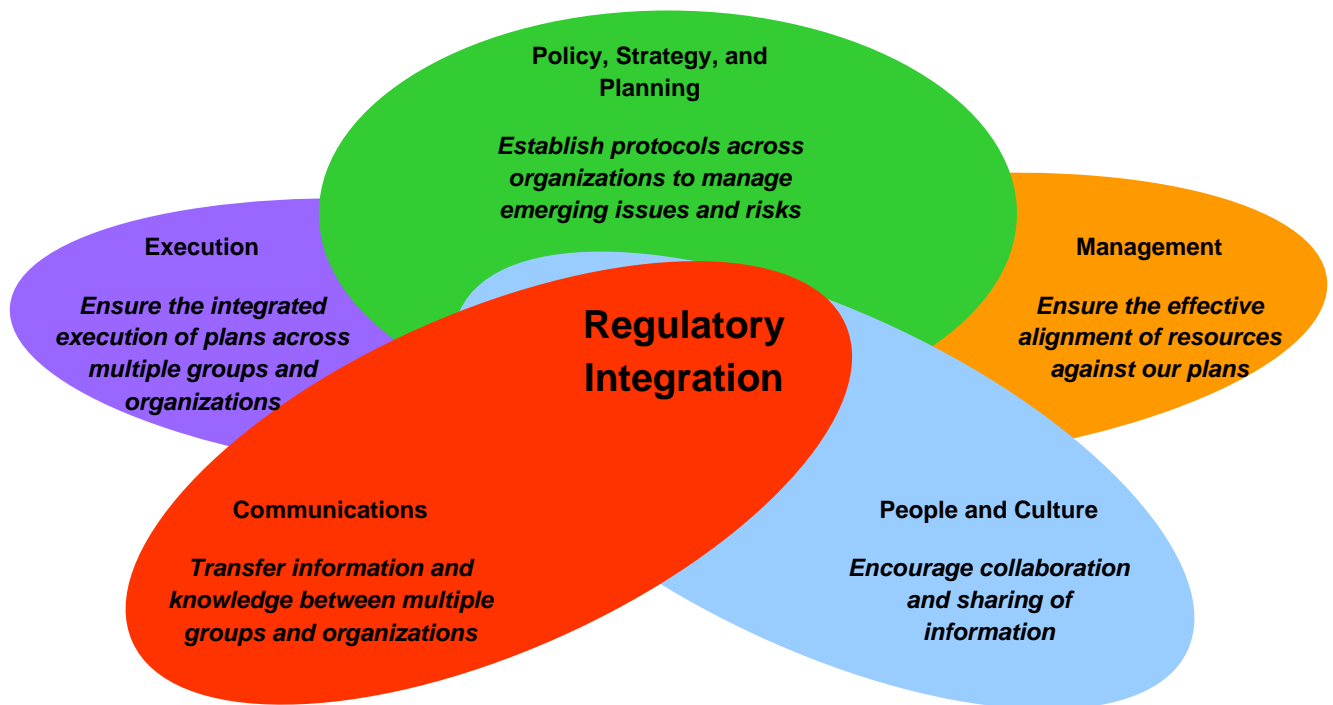 Policy, Strategy, and
Planning
Establish protocols across
organizations to manage
emerging issues and risks
Execution
Ensure the integrated
execution of plans across
multiple groups and
organizations
Management
Ensure the effective
alignment of resources
against our plans
Regulatory
Integration
Communications
Transfer information and
knowledge between multiple
groups and organizations
People and Culture
Encourage collaboration
and sharing of
information